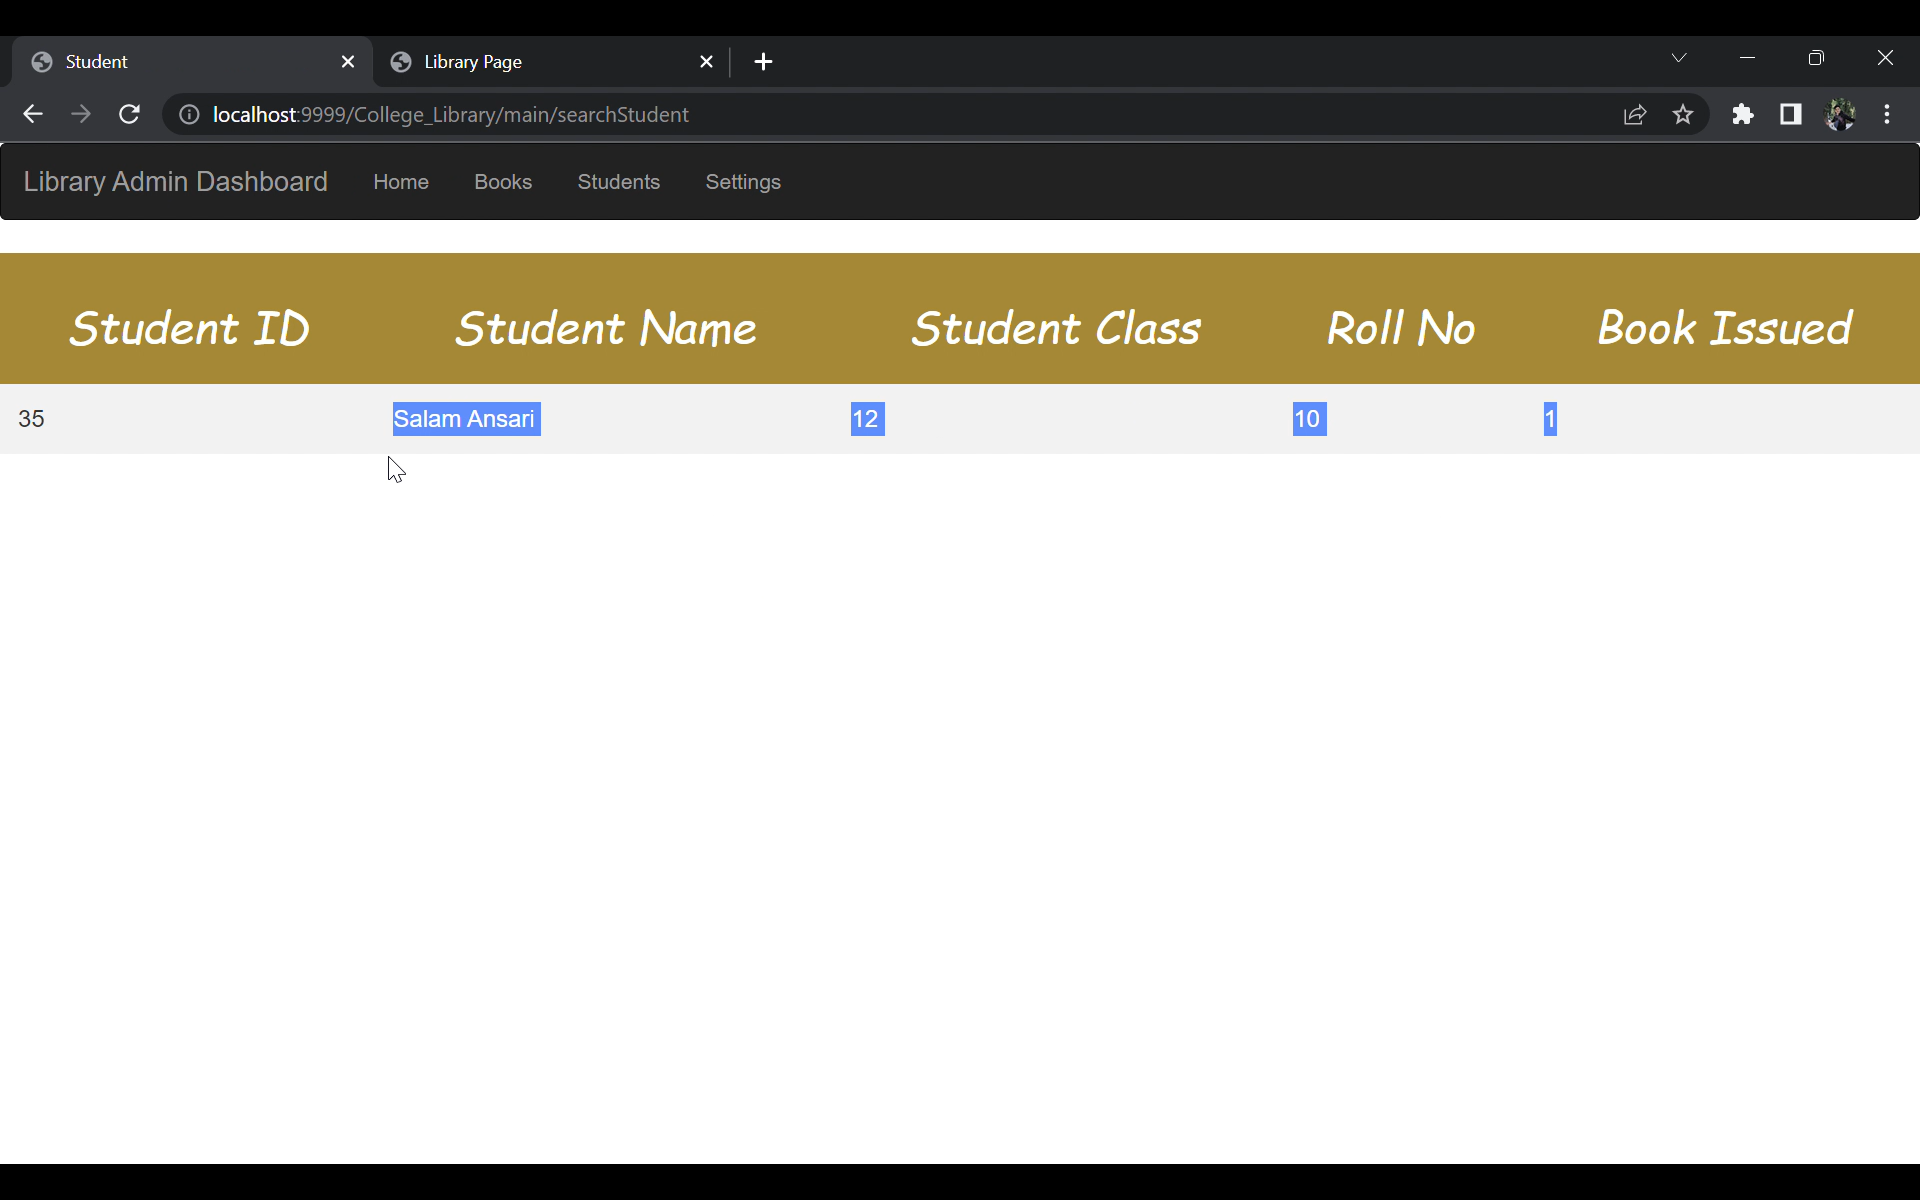 Student
Library Page
localhost:9999/College_Library/main/searchStudent
Library Admin Dashboard Home Books Students Settings
Student ID Student Name Student Class Roll No Book Issued
35 Salam Ansari 12 10 1